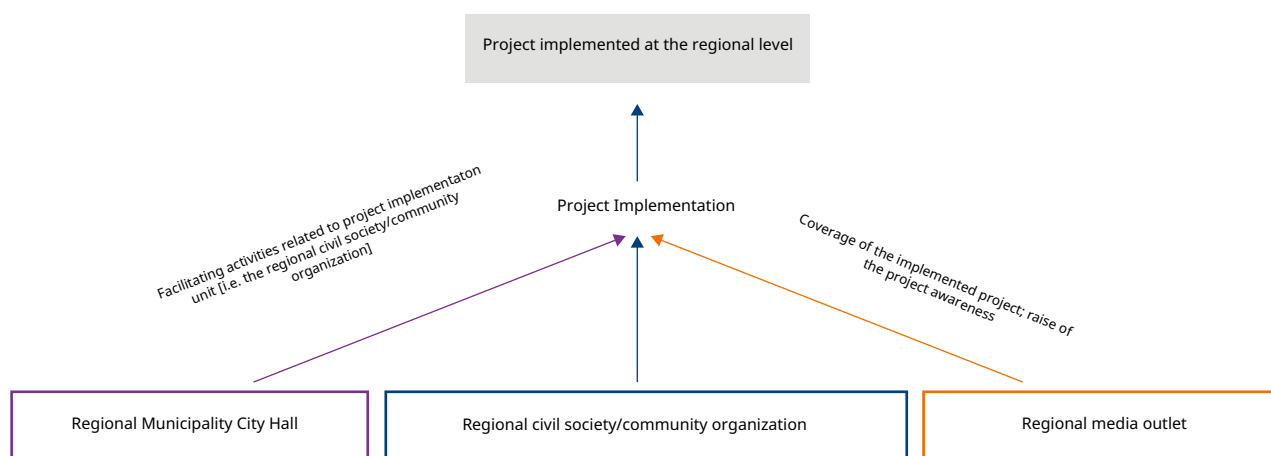 Project implemented at the regional level
Facilitating activities related to project implementaton
unit [i.e. the regional civil society/community
organization]
Project Implementation
Coverage of the implemented project; raise of
the project awareness
Regional Municipality City Hall
Regional civil society/community organization
Regional media outlet